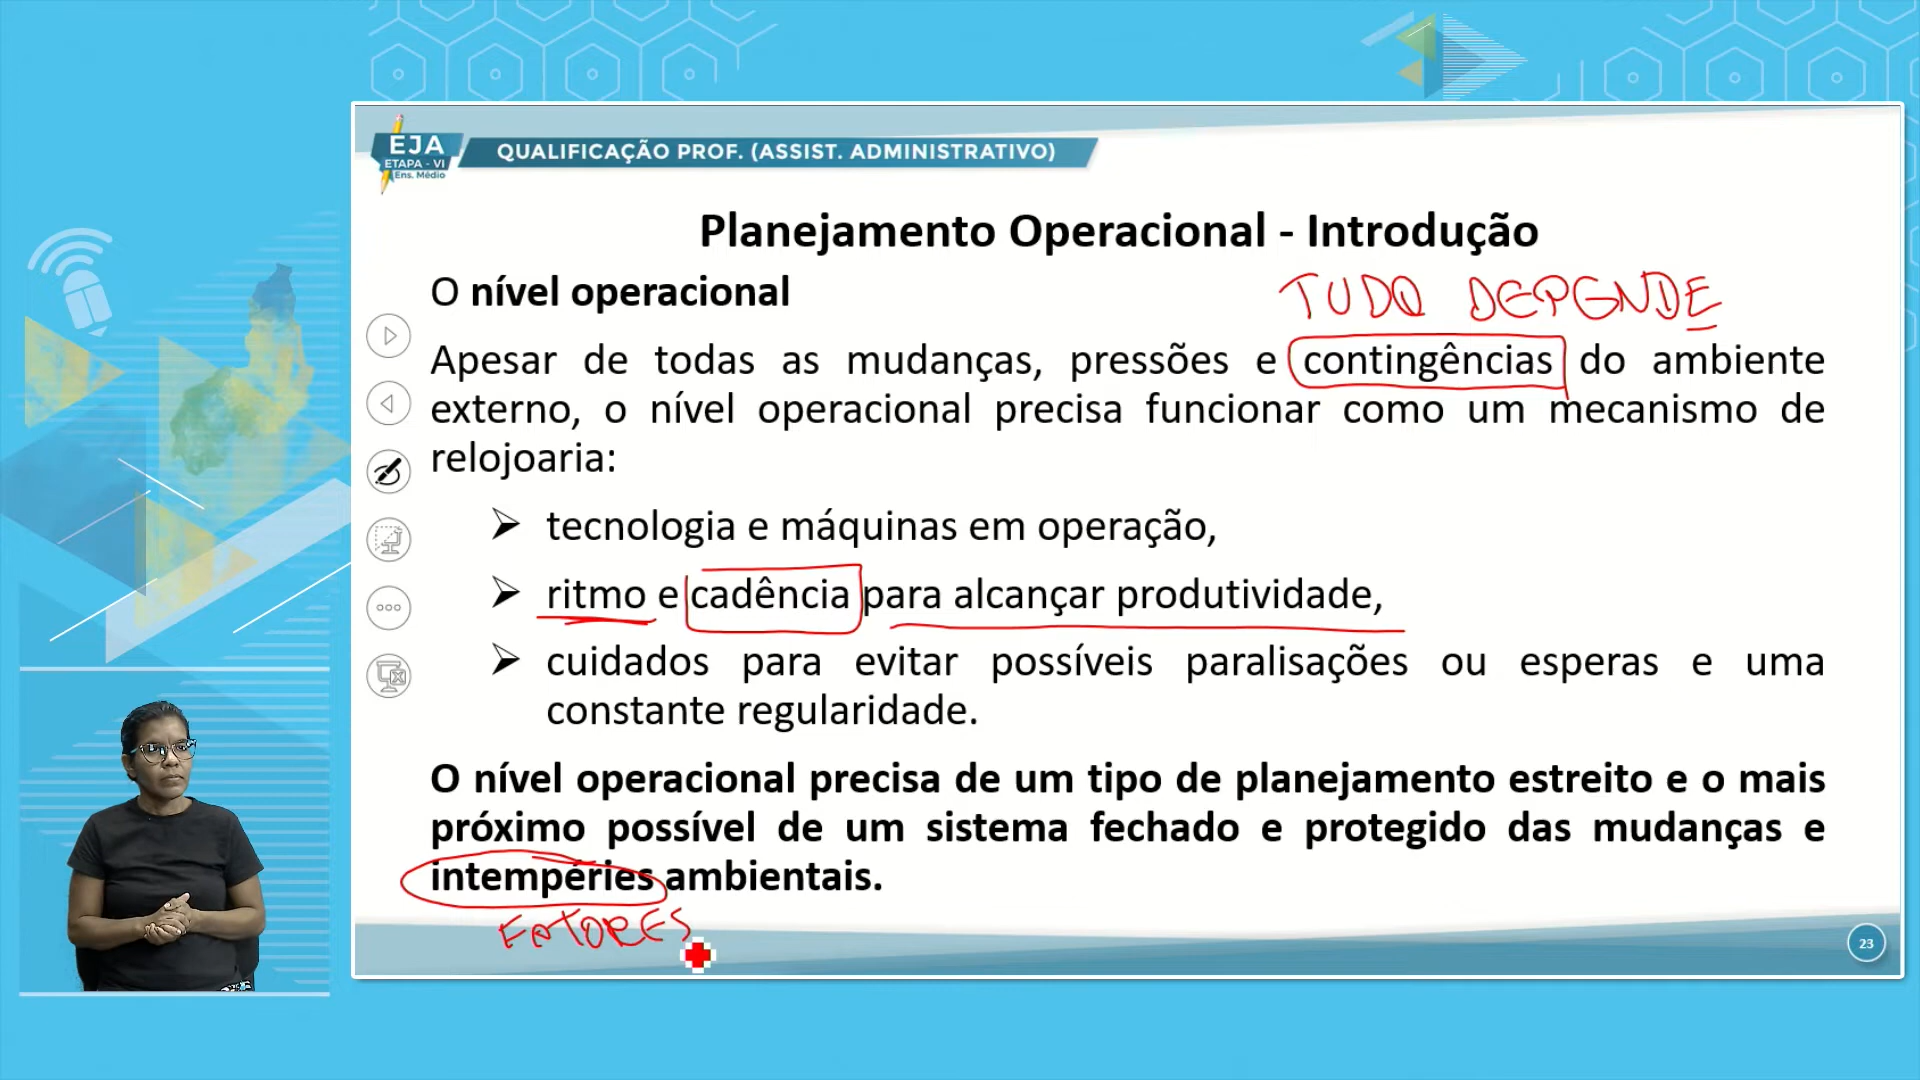 EJA
ETAPA - VI
Ens. Médio
QUALIFICAÇÃO PROF. (ASSIST. ADMINISTRATIVO)
Planejamento Operacional - Introdução
O nível operacional
TUDO DEPENDE
Apesar de todas as mudanças, pressões e contingências do ambiente
externo, o nível operacional precisa funcionar como um mecanismo de
relojoaria:
➢ tecnologia e máquinas em operação,
➢ ritmo e cadência para alcançar produtividade,
➢ cuidados para evitar possíveis paralisações ou esperas e uma
constante regularidade.
O nível operacional precisa de um tipo de planejamento estreito e o mais
próximo possível de um sistema fechado e protegido das mudanças e
intempéries ambientais.
FATORES
23